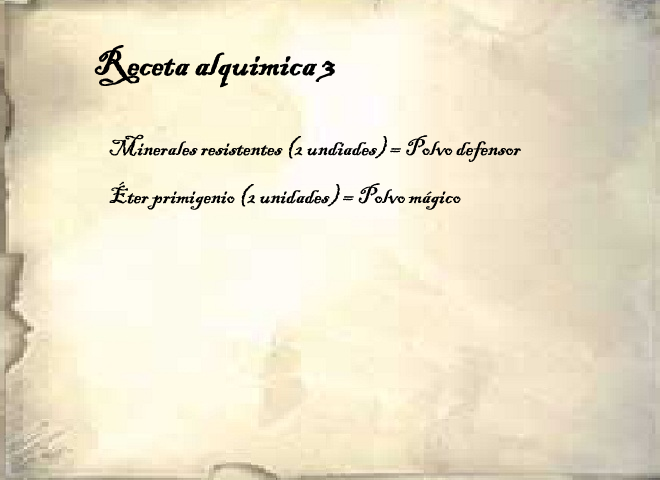 Receta alquimica 3
Minerales resistentes (2 undiades) = Polvo defensor
Éter primigenio (2 unidades) = Polvo mágico